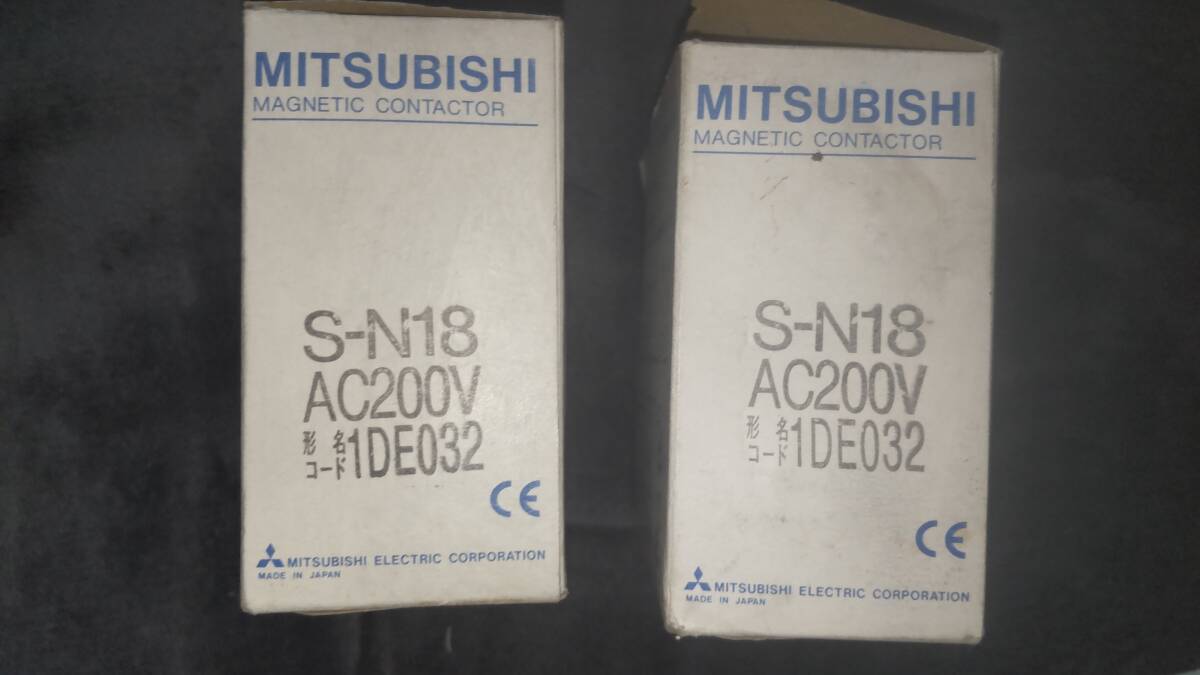 MITSUBISHI
MAGNETIC CONTACTOR
S-N18
AC200V
形名
コード 1DE032
CE
MITSUBISHI ELECTRIC CORPORATION
MADE IN JAPAN
MITSUBISHI
MAGNETIC CONTACTOR
S-N18
AC200V
形名
コード 1DE032
CE
MITSUBISHI ELECTRIC CORPORATION
MADE IN JAPAN